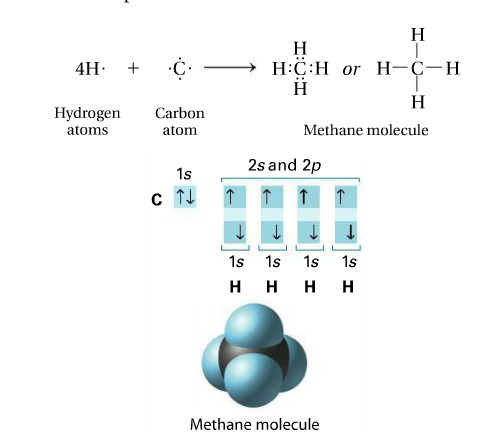 4H· + ·Ċ· ⟶ H:C:H or H–C–H
H
H
H
H
Hydrogen atoms
Carbon atom
Methane molecule
1s
2s and 2p
C ↑↓ ↑ ↑ ↑ ↑
↓ ↓ ↓ ↓
1s 1s 1s 1s
H H H H
Methane molecule